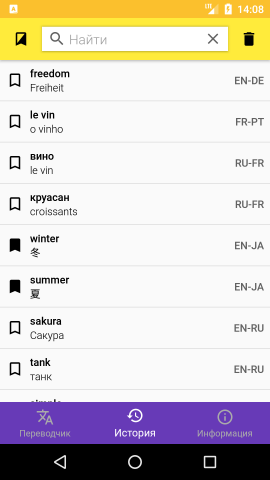 14:08
Найти
freedom
Freiheit
EN-DE
le vin
o vinho
FR-PT
вино
le vin
RU-FR
круасан
croissants
RU-FR
winter
冬
EN-JA
summer
夏
EN-JA
sakura
Сакура
EN-RU
tank
танк
EN-RU
Переводчик
История
Информация